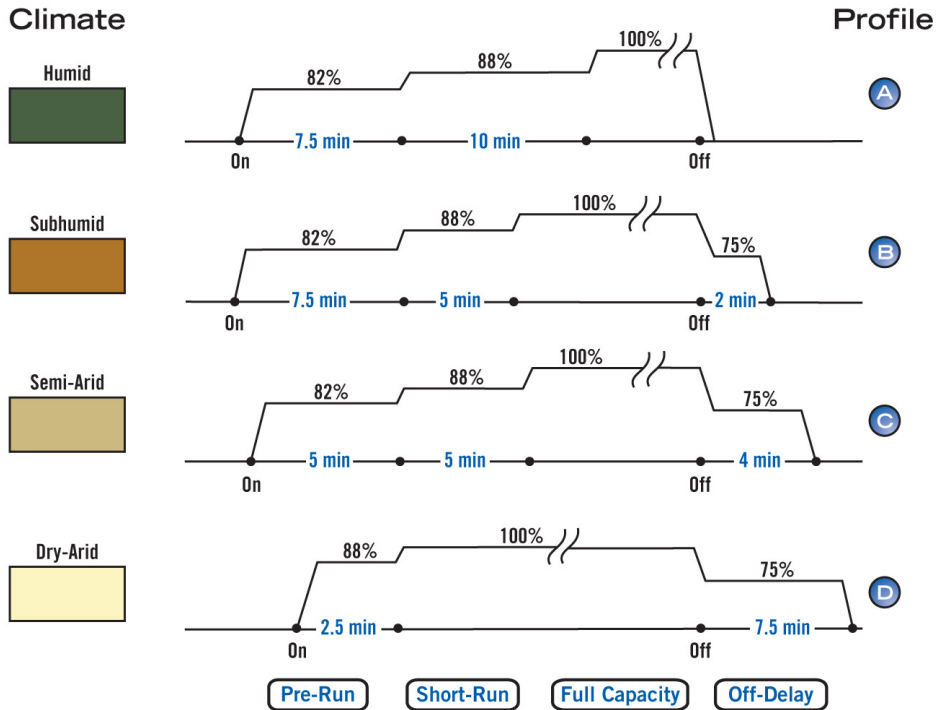 Climate
Profile
Humid
82%
88%
100%
A
7.5 min
10 min
On
Off
Subhumid
82%
88%
100%
75%
B
7.5 min
5 min
2 min
On
Off
Semi-Arid
82%
88%
100%
75%
C
5 min
5 min
4 min
On
Off
Dry-Arid
88%
100%
75%
D
2.5 min
7.5 min
On
Off
Pre-Run
Short-Run
Full Capacity
Off-Delay